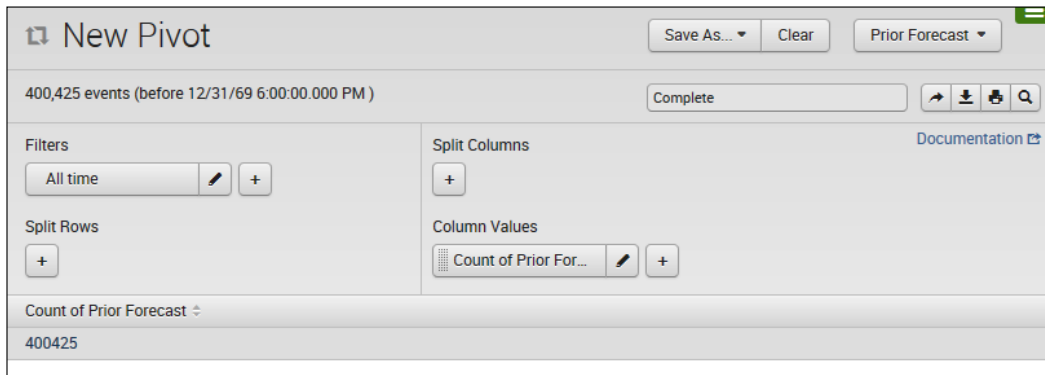 New Pivot
Save As...
Clear
Prior Forecast
400,425 events (before 12/31/69 6:00:00.000 PM )
Complete
Documentation
Filters
Split Columns
All time
+
+
Split Rows
Column Values
+
Count of Prior For...
+
Count of Prior Forecast
400425